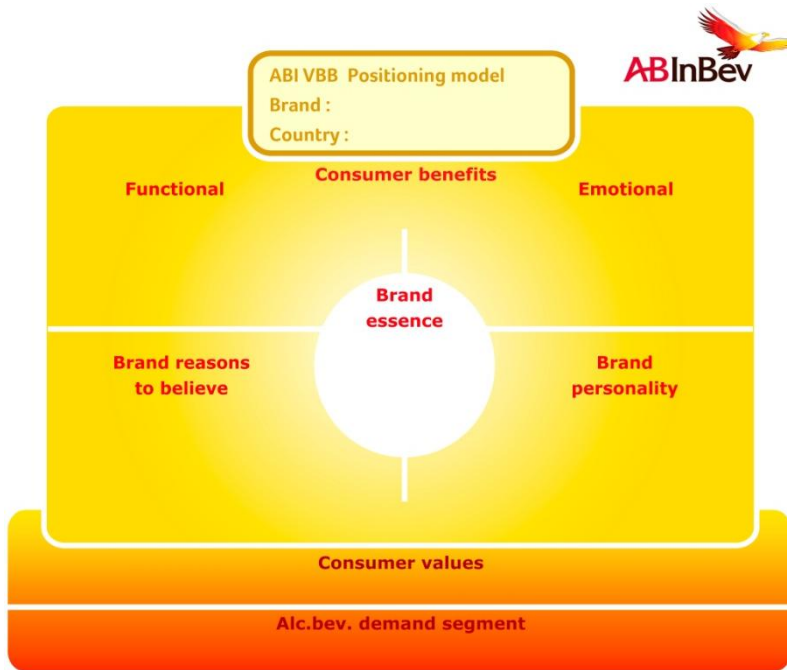 ABInBev
ABI VBB Positioning model
Brand :
Country :
Consumer benefits
Functional
Emotional
Brand
essence
Brand reasons
to believe
Brand
personality
Consumer values
Alc.bev. demand segment